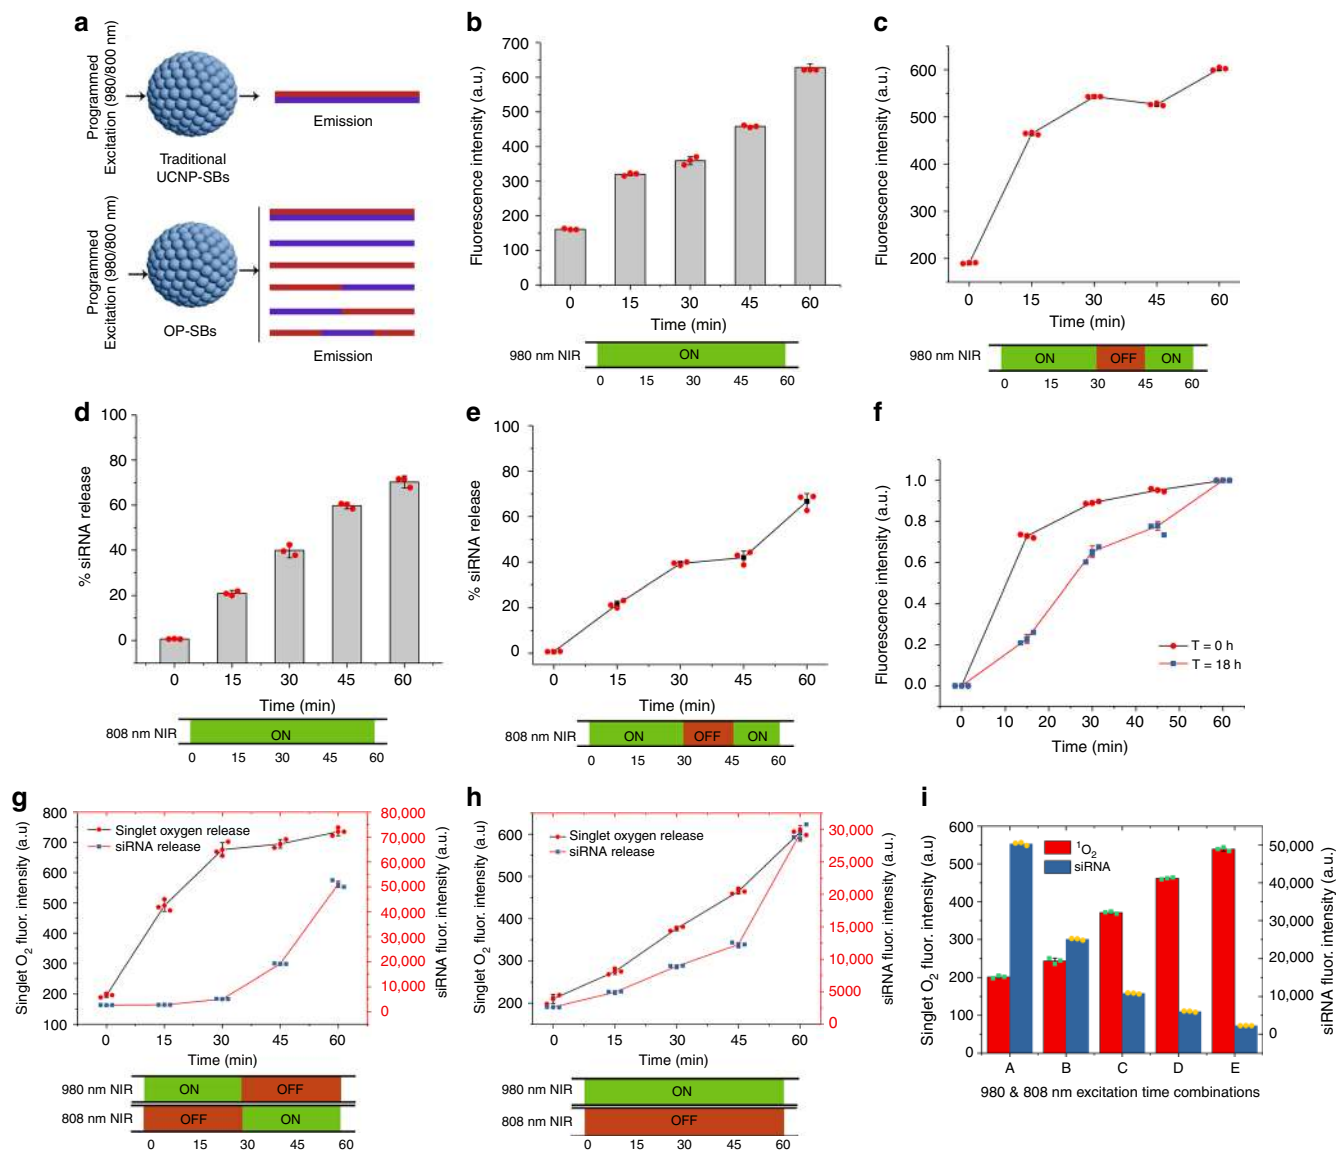 a
Programmed
Excitation (980/800 nm)
Traditional
UCNP-SBs
Emission
Programmed
Excitation (980/800 nm)
OP-SBs
Emission
b
Fluorescence intensity (a.u.)
700
600
500
400
300
200
100
0
0 15 30 45 60
Time (min)
980 nm NIR ON
0 15 30 45 60
c
Fluorescence intensity (a.u.)
600
500
400
300
200
0 15 30 45 60
Time (min)
980 nm NIR ON OFF ON
0 15 30 45 60
d
% siRNA release
100
80
60
40
20
0
0 15 30 45 60
Time (min)
808 nm NIR ON
0 15 30 45 60
e
% siRNA release
100
80
60
40
20
0
0 15 30 45 60
Time (min)
808 nm NIR ON OFF ON
0 15 30 45 60
f
Fluorescence intensity (a.u.)
1.0
0.8
0.6
0.4
0.2
0.0
T = 0 h
T = 18 h
0 10 20 30 40 50 60
Time (min)
g
Singlet O2 fluor. intensity (a.u)
800
700
600
500
400
300
200
100
Singlet oxygen release
siRNA release
80,000
70,000
60,000
50,000
40,000
30,000
20,000
10,000
0
siRNA fluor. intensity (a.u.)
0 15 30 45 60
Time (min)
980 nm NIR ON OFF
808 nm NIR OFF ON
0 15 30 45 60
h
Singlet O2 fluor. intensity (a.u)
600
500
400
300
200
Singlet oxygen release
siRNA release
30,000
25,000
20,000
15,000
10,000
5000
0
siRNA fluor. intensity (a.u.)
0 15 30 45 60
Time (min)
980 nm NIR ON
808 nm NIR OFF
0 15 30 45 60
i
Singlet O2 fluor. intensity (a.u.)
600
500
400
300
200
100
0
1O2
siRNA
50,000
40,000
30,000
20,000
10,000
0
siRNA fluor. intensity (a.u.)
A B C D E
980 & 808 nm excitation time combinations